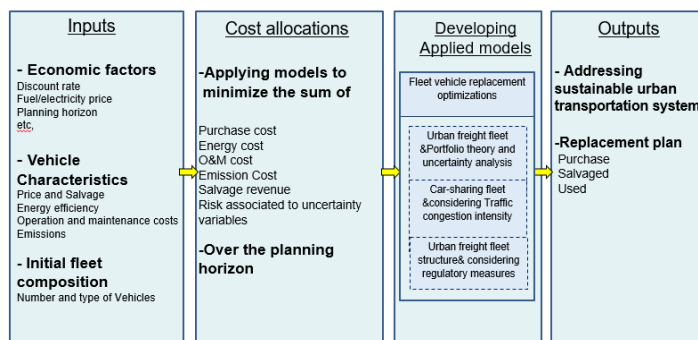 Inputs
- Economic factors
Discount rate
Fuel/electricity price
Planning horizon
etc,
- Vehicle
Characteristics
Price and Salvage
Energy efficiency
Operation and maintenance costs
Emissions
- Initial fleet
composition
Number and type of Vehicles
Cost allocations
-Applying models to
minimize the sum of
Purchase cost
Energy cost
O&M cost
Emission Cost
Salvage revenue
Risk associated to uncertainty
variables
-Over the planning
horizon
Developing
Applied models
Fleet vehicle replacement
optimizations
Urban freight fleet
&Portfolio theory and
uncertainty analysis
Car-sharing fleet
&considering Traffic
congestion intensity
Urban freight fleet
structure& considering
regulatory measures
Outputs
- Addressing
sustainable urban
transportation system
-Replacement plan
Purchase
Salvaged
Used